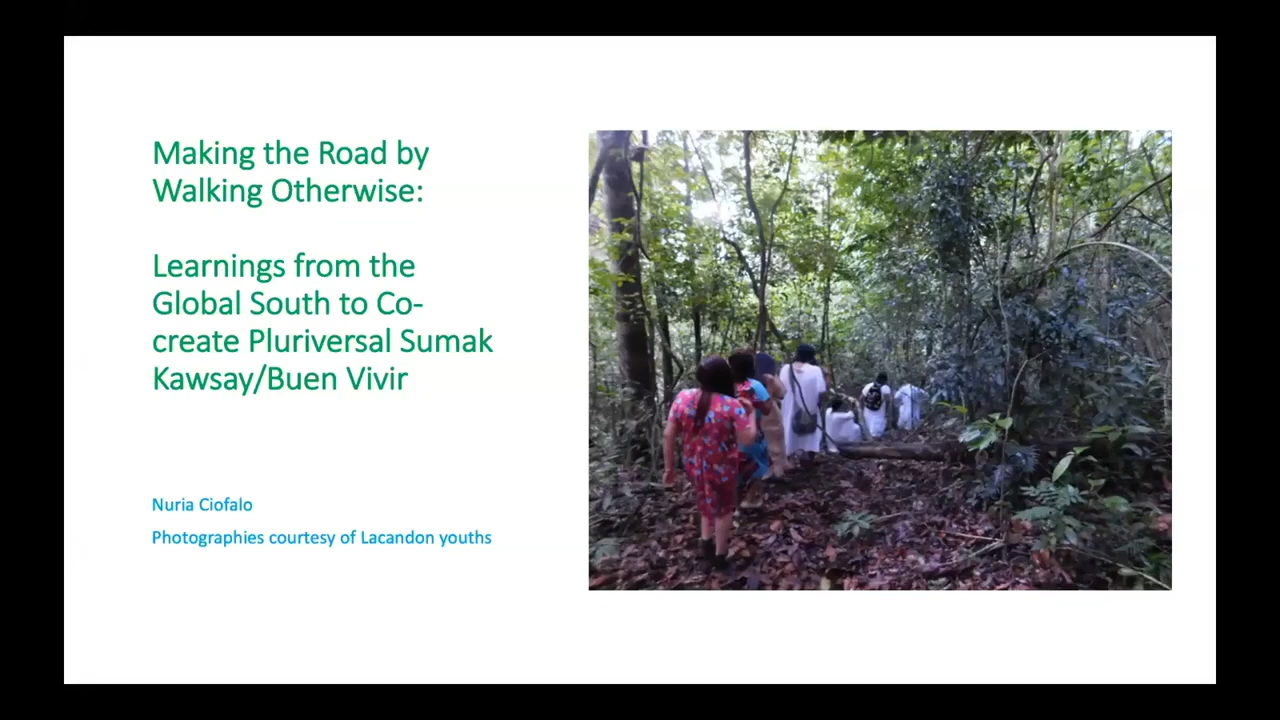 Making the Road by
Walking Otherwise:
Learnings from the
Global South to Co-
create Pluriversal Sumak
Kawsay/Buen Vivir
Nuria Ciofalo
Photographies courtesy of Lacandon youths